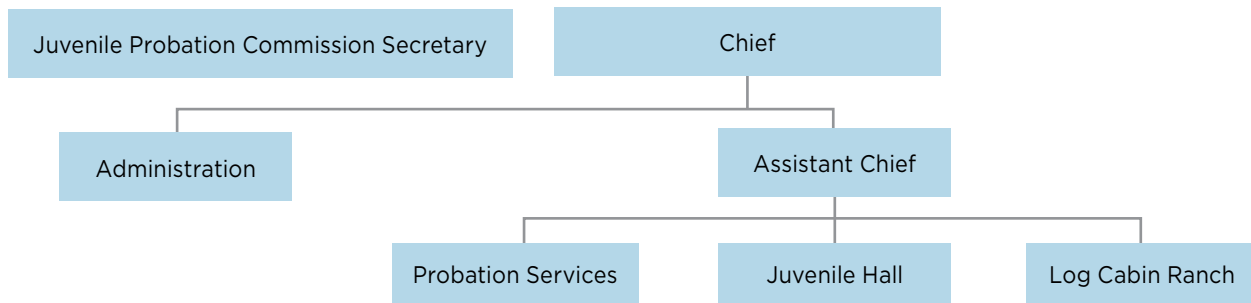 Juvenile Probation Commission Secretary
Chief
Administration
Assistant Chief
Probation Services
Juvenile Hall
Log Cabin Ranch